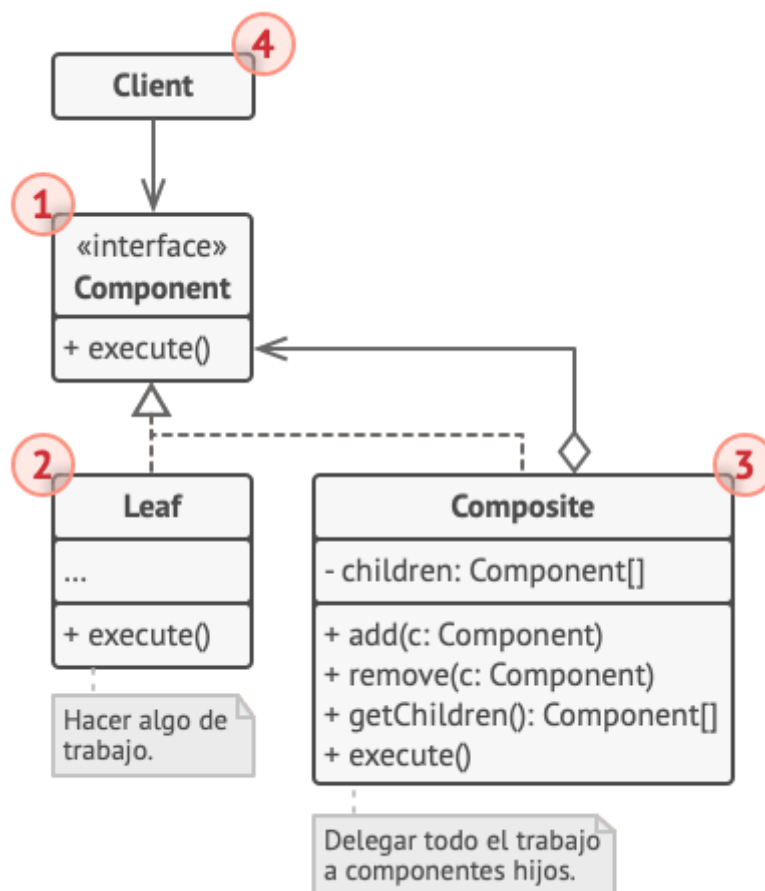 4
Client
1
«interface»
Component
+ execute()
2
Leaf
...
+ execute()
Hacer algo de
trabajo.
3
Composite
- children: Component[]
+ add(c: Component)
+ remove(c: Component)
+ getChildren(): Component[]
+ execute()
Delegar todo el trabajo
a componentes hijos.